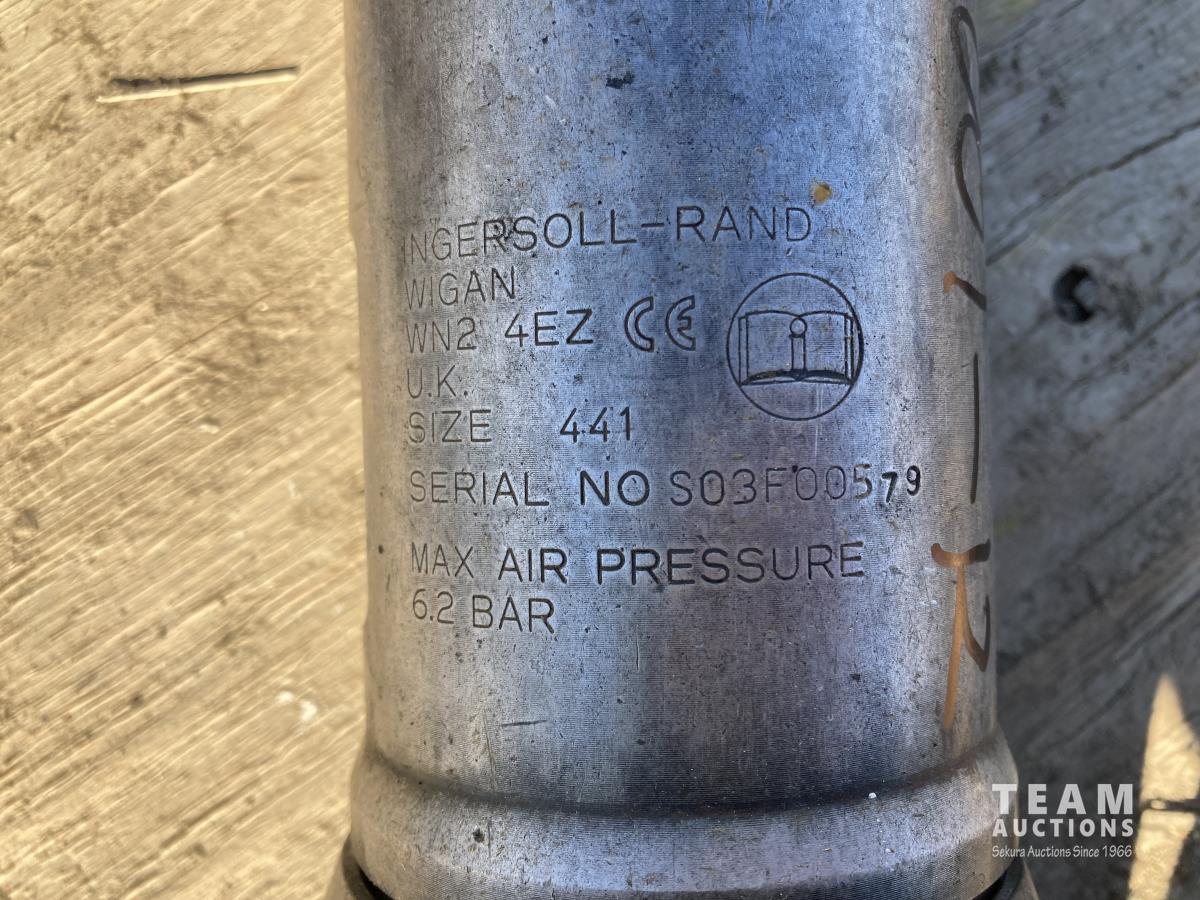 INGERSOLL-RAND
WIGAN
WN2 4EZ CE
U.K.
SIZE 441
SERIAL NO S03F00579
MAX AIR PRESSURE
6.2 BAR
TEAM
AUCTIONS
Sekura Auctions Since 1966